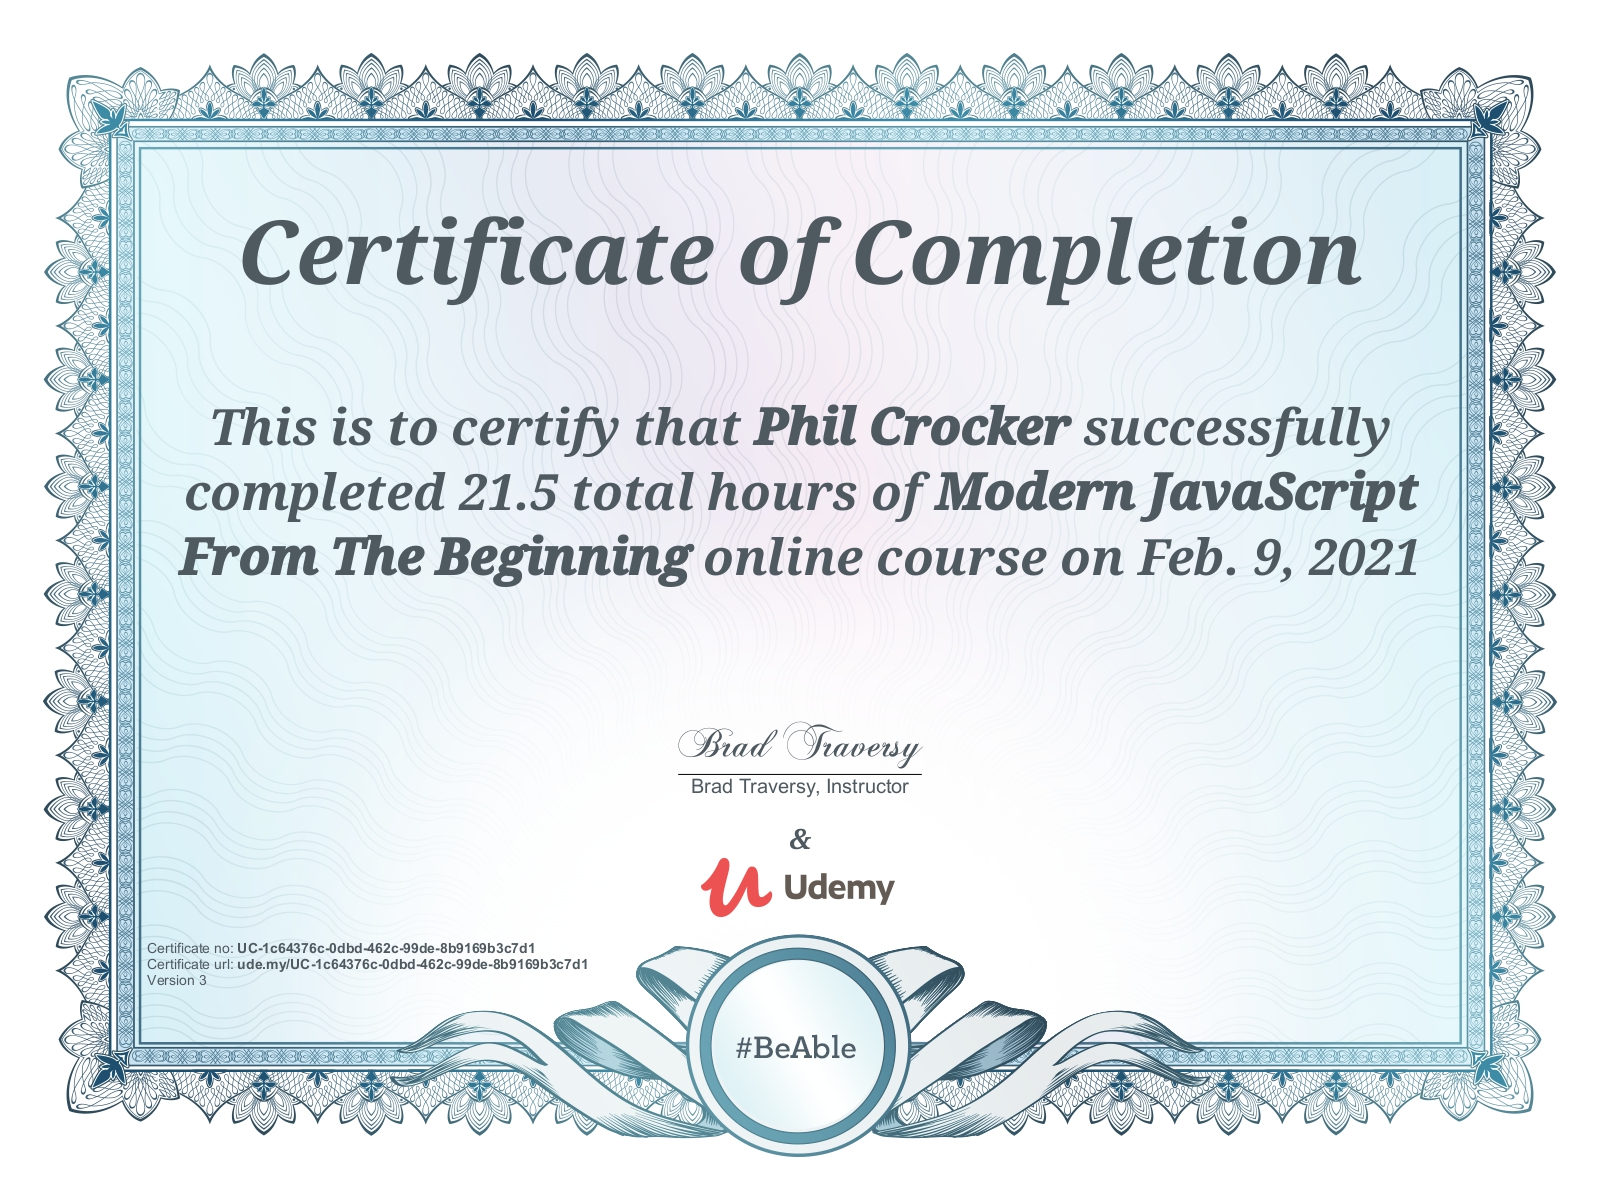 Certificate of Completion
This is to certify that Phil Crocker successfully
completed 21.5 total hours of Modern JavaScript
From The Beginning online course on Feb. 9, 2021
Brad Traversy
Brad Traversy, Instructor
&
Udemy
Certificate no: UC-1c64376c-0dbd-462c-99de-8b9169b3c7d1
Certificate url: ude.my/UC-1c64376c-0dbd-462c-99de-8b9169b3c7d1
Version 3
#BeAble